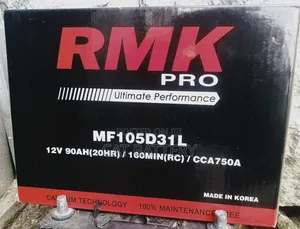 RMK
PRO
Ultimate Performance
MF105D31L
12V 90AH(20HR) / 160MIN(RC) / CCA750A
MADE IN KOREA
CALCIUM TECHNOLOGY
100% MAINTENANCE FREE